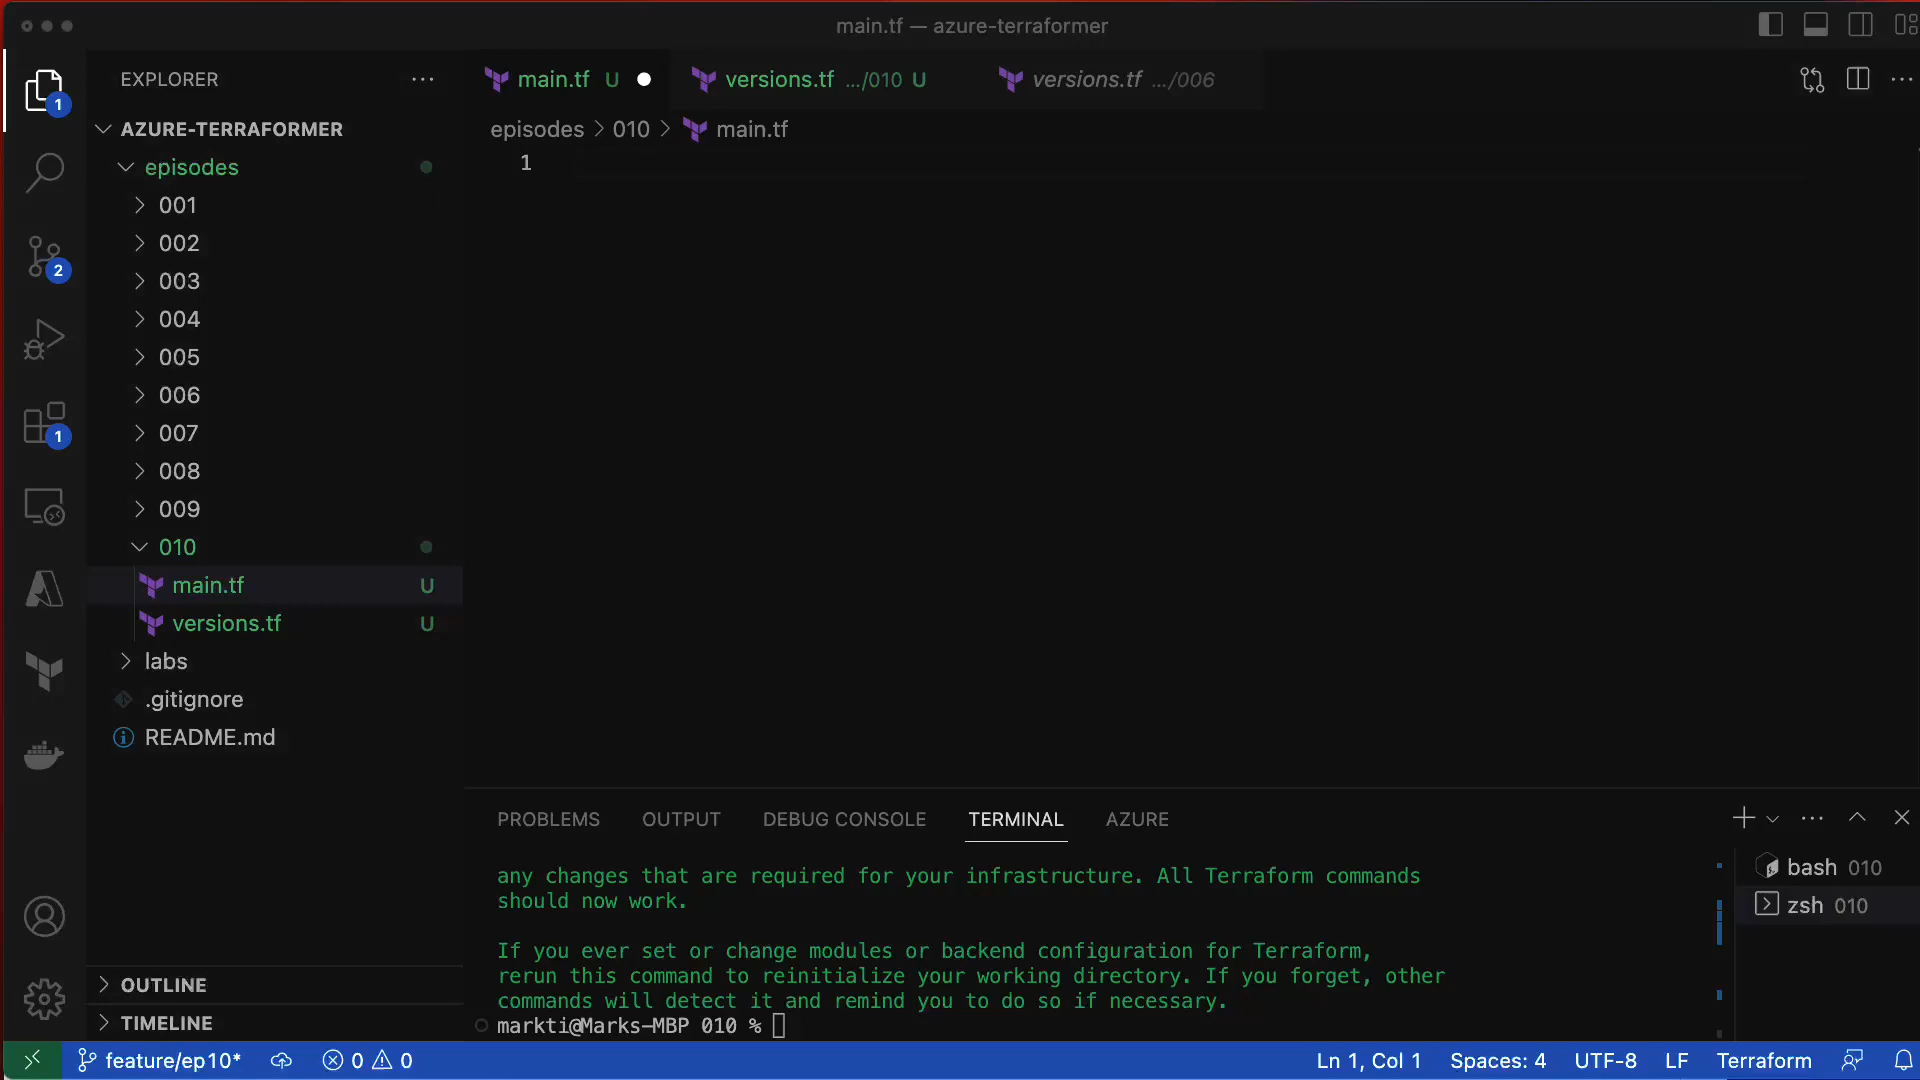 main.tf — azure-terraformer
EXPLORER
AZURE-TERRAFORMER
episodes
001
002
003
004
005
006
007
008
009
010
main.tf U
versions.tf U
labs
.gitignore
README.md
OUTLINE
TIMELINE
1
2
1
main.tf U
versions.tf .../010 U
versions.tf .../006
episodes > 010 > main.tf
1
PROBLEMS OUTPUT DEBUG CONSOLE TERMINAL AZURE
any changes that are required for your infrastructure. All Terraform commands
should now work.
If you ever set or change modules or backend configuration for Terraform,
rerun this command to reinitialize your working directory. If you forget, other
commands will detect it and remind you to do so if necessary.
markti@Marks-MBP 010 %
bash 010
zsh 010
feature/ep10* 0 0 Ln 1, Col 1 Spaces: 4 UTF-8 LF Terraform